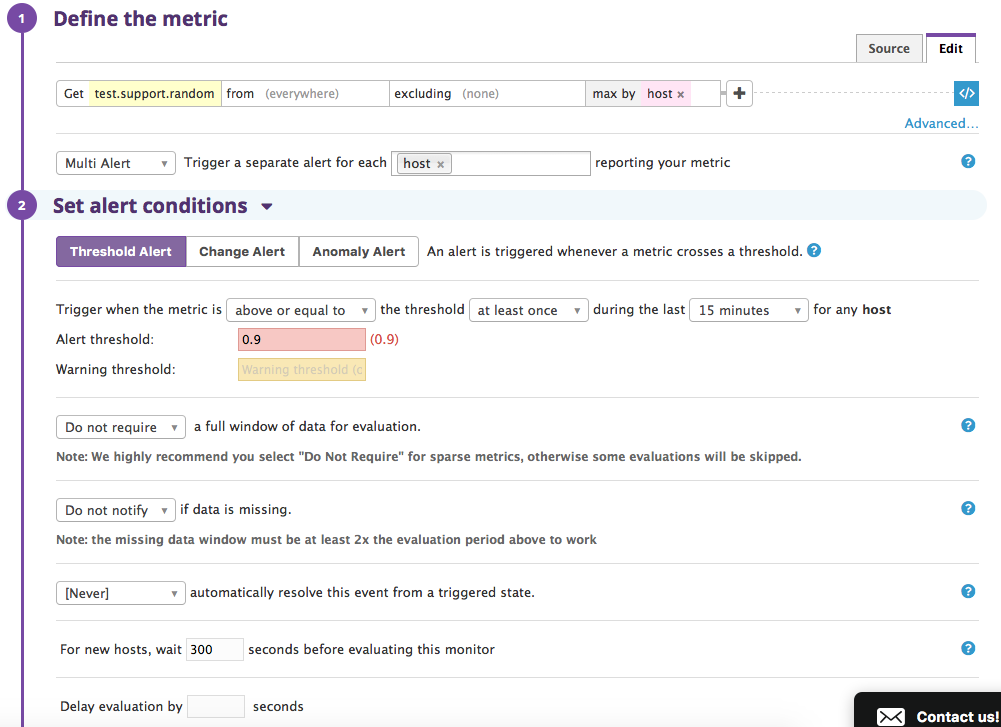 1 Define the metric
Source Edit
Get test.support.random from (everywhere) excluding (none) max by host × + </>
Advanced...
Multi Alert ▼ Trigger a separate alert for each host × reporting your metric ?
2 Set alert conditions ▼
Threshold Alert Change Alert Anomaly Alert An alert is triggered whenever a metric crosses a threshold. ?
Trigger when the metric is above or equal to ▼ the threshold at least once ▼ during the last 15 minutes ▼ for any host
Alert threshold: 0.9 (0.9)
Warning threshold: Warning threshold (c
Do not require ▼ a full window of data for evaluation. ?
Note: We highly recommend you select "Do Not Require" for sparse metrics, otherwise some evaluations will be skipped.
Do not notify ▼ if data is missing. ?
Note: the missing data window must be at least 2x the evaluation period above to work
[Never] ▼ automatically resolve this event from a triggered state. ?
For new hosts, wait 300 seconds before evaluating this monitor ?
Delay evaluation by seconds
Contact us!